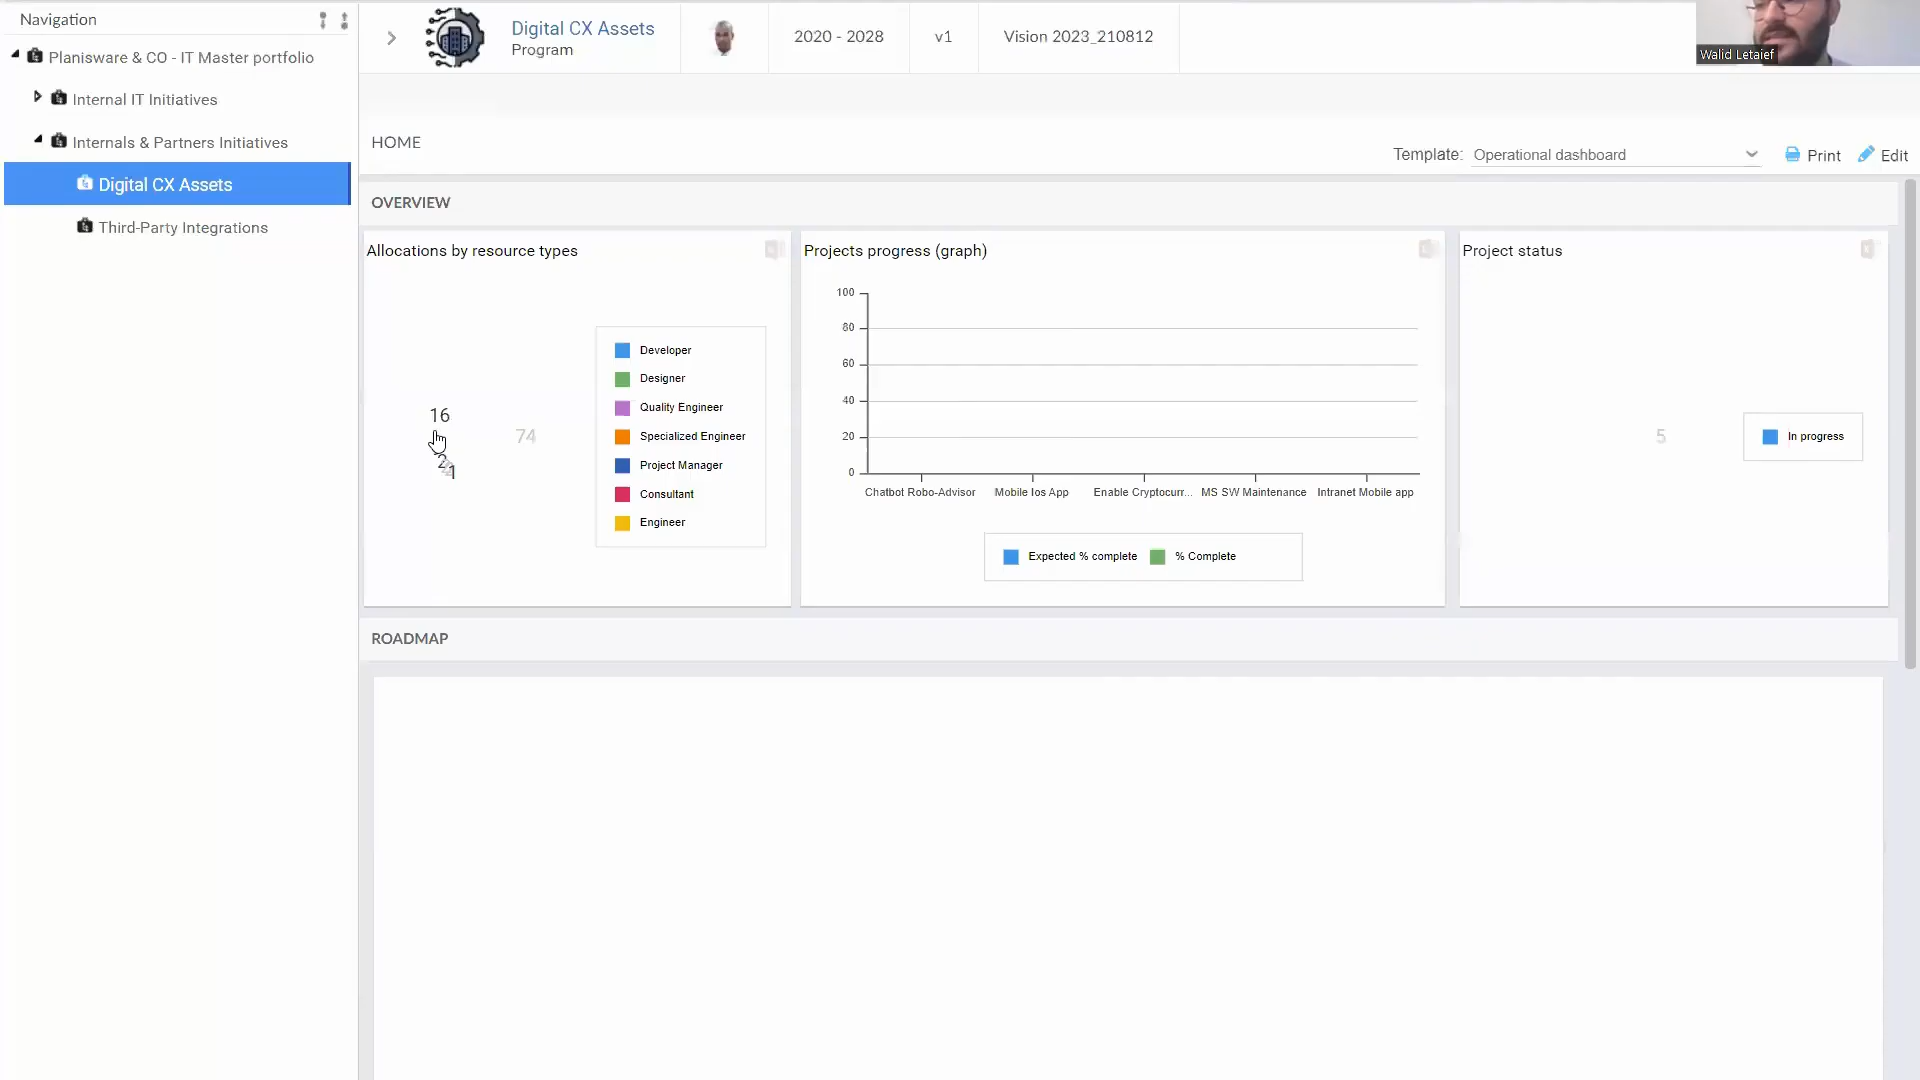 Navigation
Planisware & CO - IT Master portfolio
Internal IT Initiatives
Internals & Partners Initiatives
Digital CX Assets
Third-Party Integrations
Digital CX Assets
Program
2020 - 2028
v1
Vision 2023_210812
Walid Letaief
HOME
Template: Operational dashboard
Print
Edit
OVERVIEW
Allocations by resource types
16
74
2
1
Developer
Designer
Quality Engineer
Specialized Engineer
Project Manager
Consultant
Engineer
Projects progress (graph)
100
80
60
40
20
0
Chatbot Robo-Advisor Mobile Ios App Enable Cryptocurr... MS SW Maintenance Intranet Mobile app
Expected % complete % Complete
Project status
5
In progress
ROADMAP